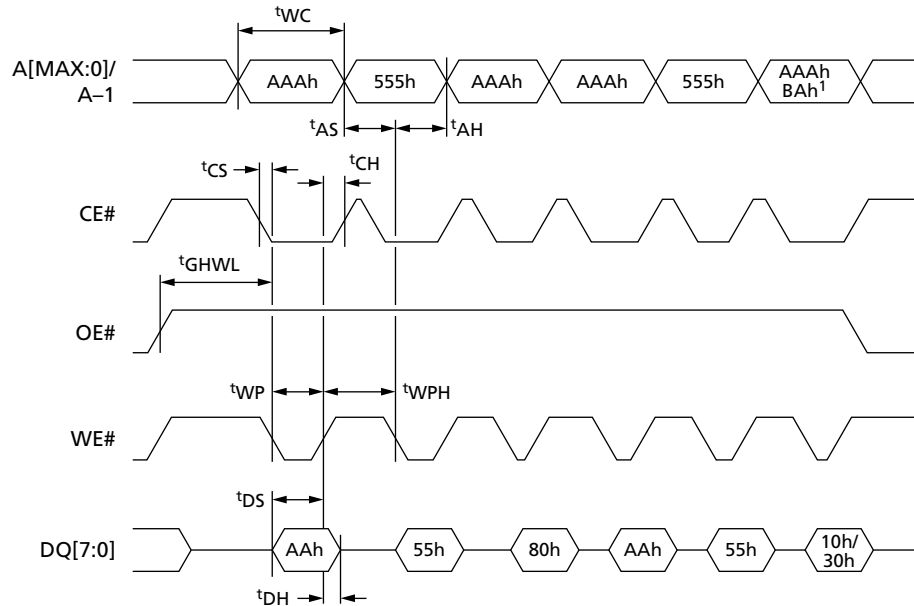 tWC
A[MAX:0]/
A–1
AAAh 555h AAAh AAAh 555h AAAh
BAh1
tAS tAH
tCS tCH
CE#
tGHWL
OE#
tWP tWPH
WE#
tDS
DQ[7:0] AAh 55h 80h AAh 55h 10h/
30h
tDH